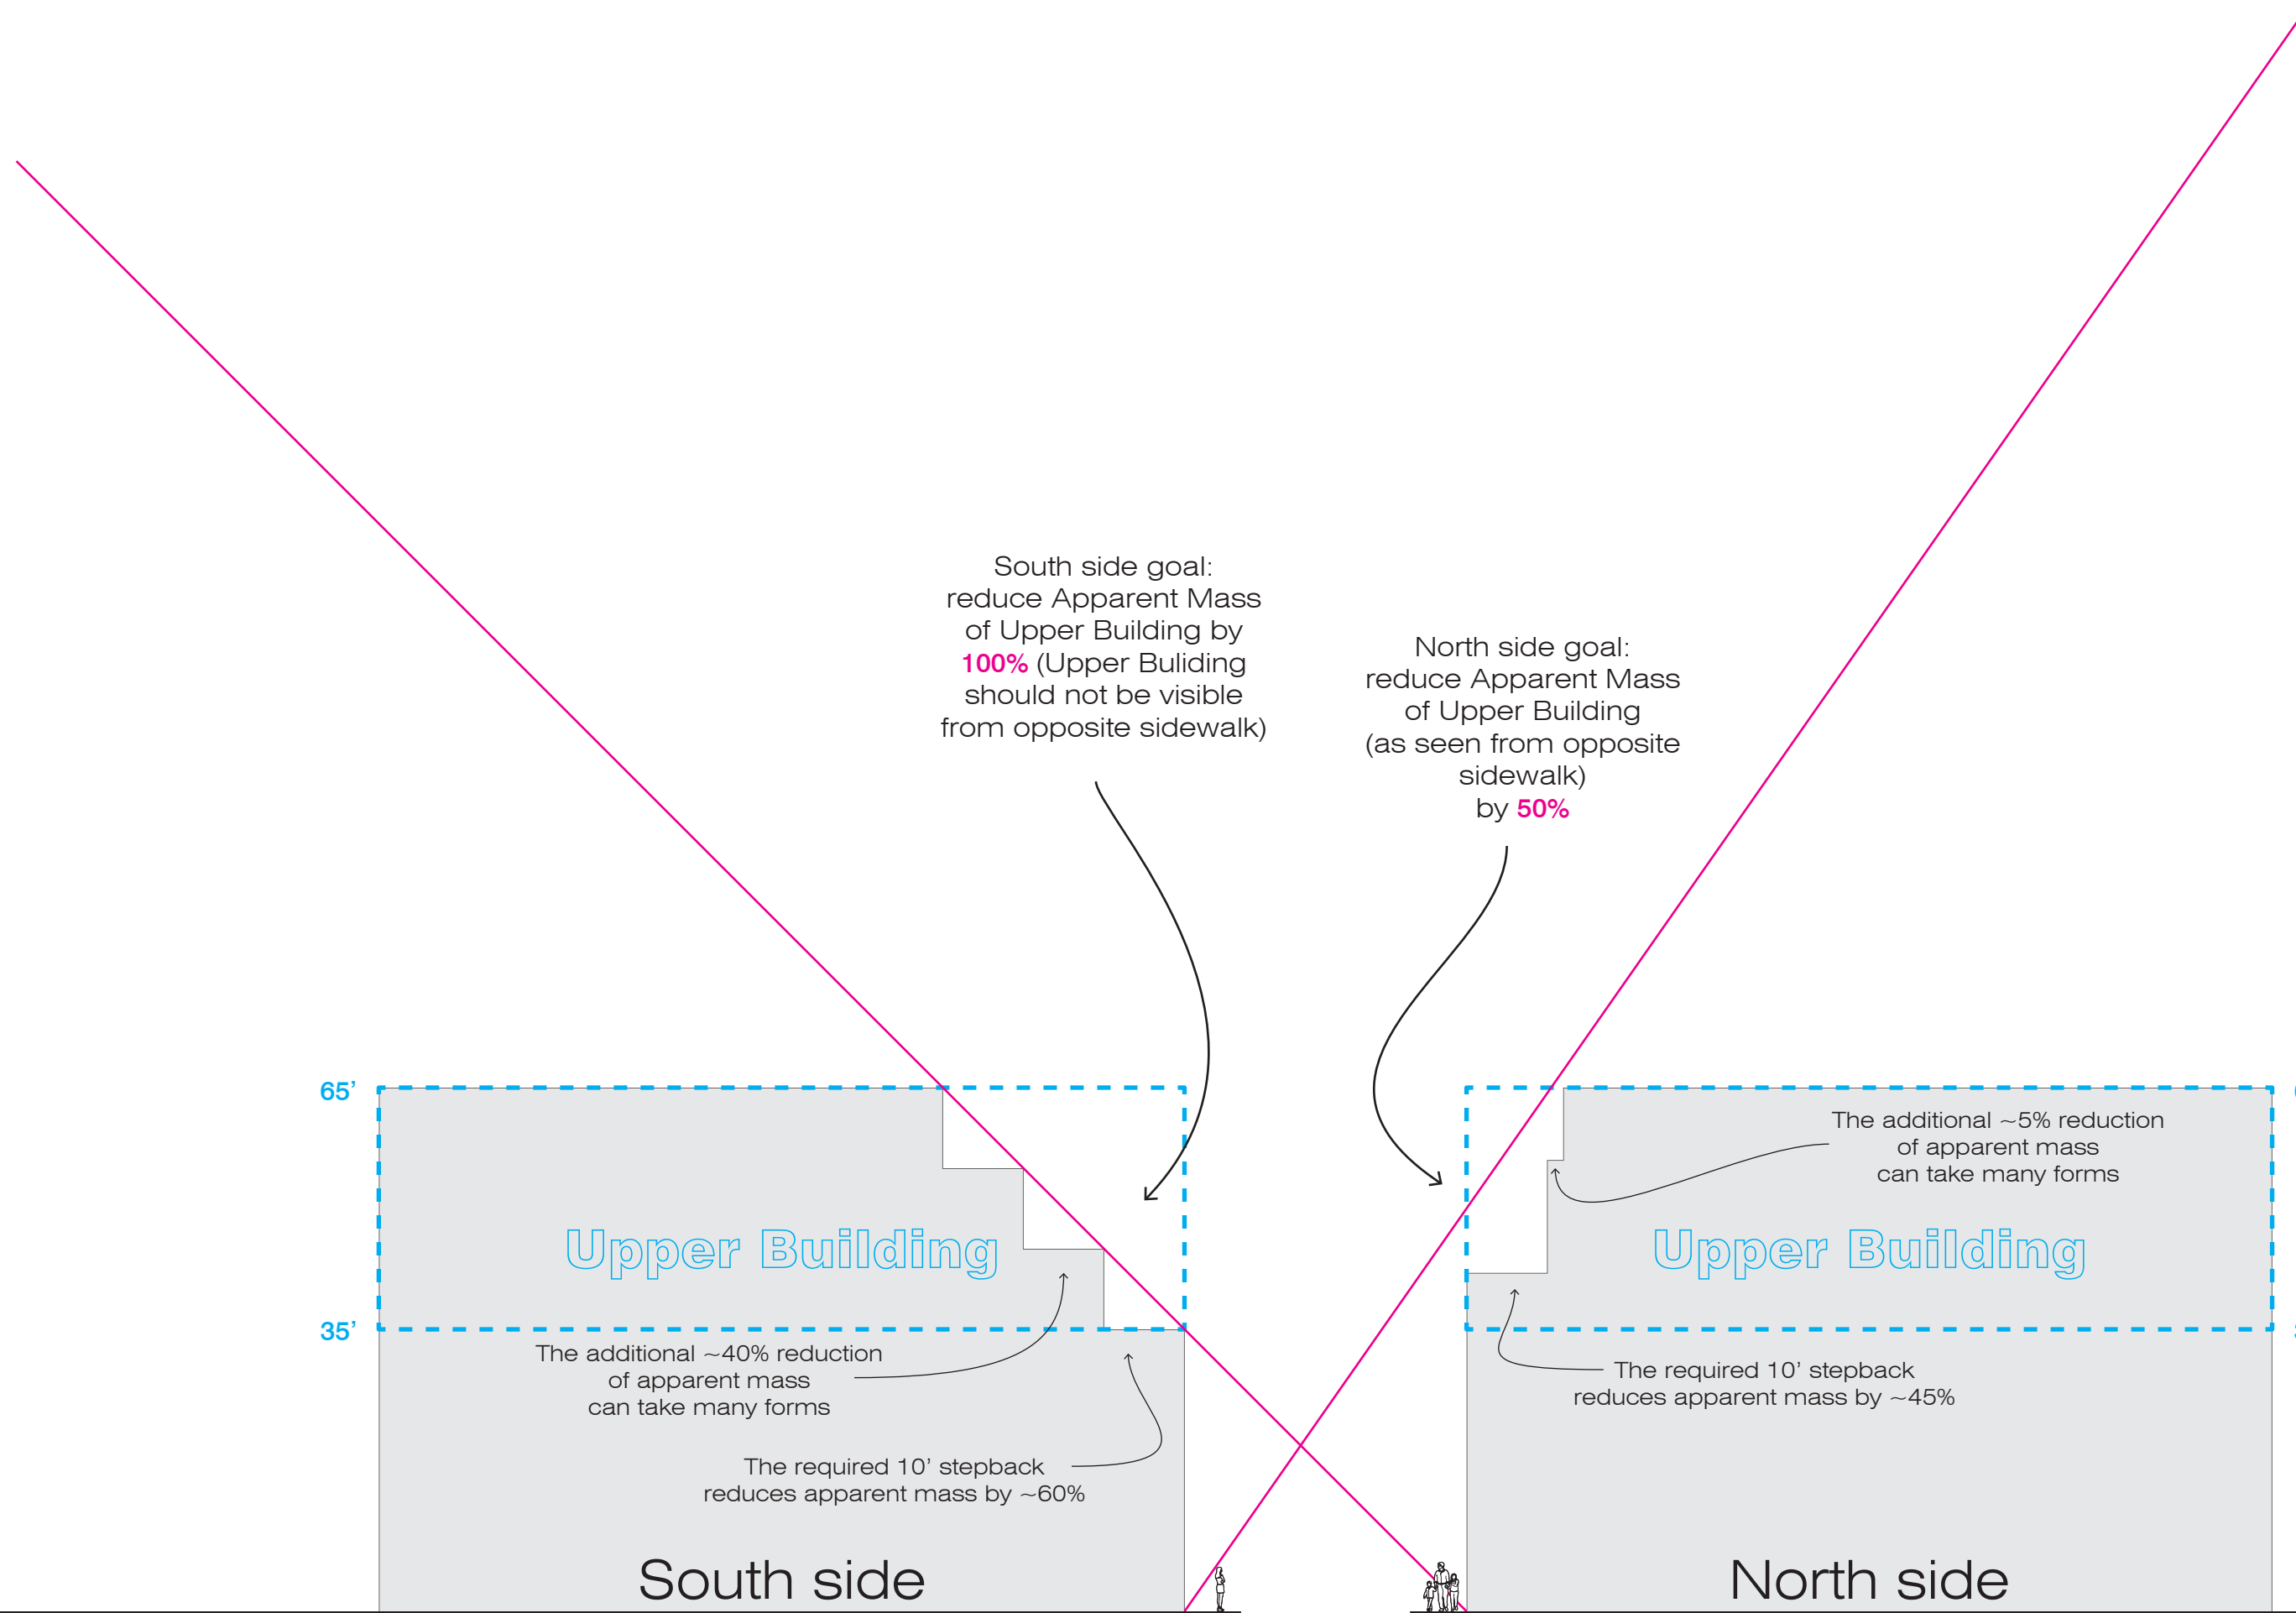 South side goal:
reduce Apparent Mass
of Upper Building by
100% (Upper Buliding
should not be visible
from opposite sidewalk)
North side goal:
reduce Apparent Mass
of Upper Building
(as seen from opposite
sidewalk)
by 50%
65’
Upper Building
35’
The additional ~40% reduction
of apparent mass
can take many forms
The required 10’ stepback
reduces apparent mass by ~60%
South side
The additional ~5% reduction
of apparent mass
can take many forms
Upper Building
The required 10’ stepback
reduces apparent mass by ~45%
North side